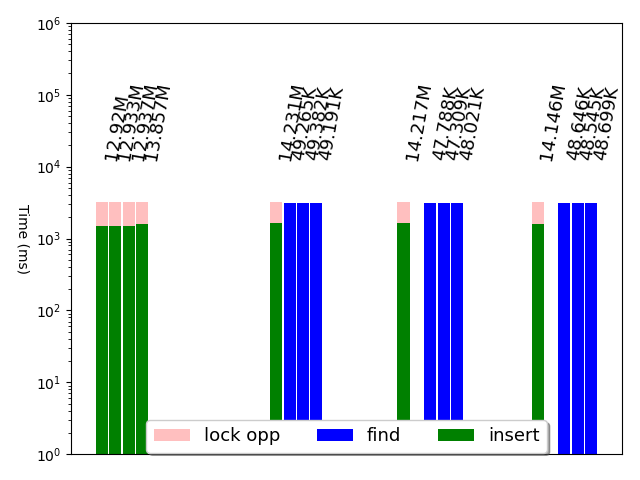 10^6
10^5
10^4
10^3
10^2
10^1
10^0
Time (ms)
12.92M
12.933M
12.937M
13.857M
14.231M
49.265K
49.382K
49.191K
14.217M
47.788K
47.309K
48.021K
14.146M
48.646K
48.545K
48.699K
lock opp find insert